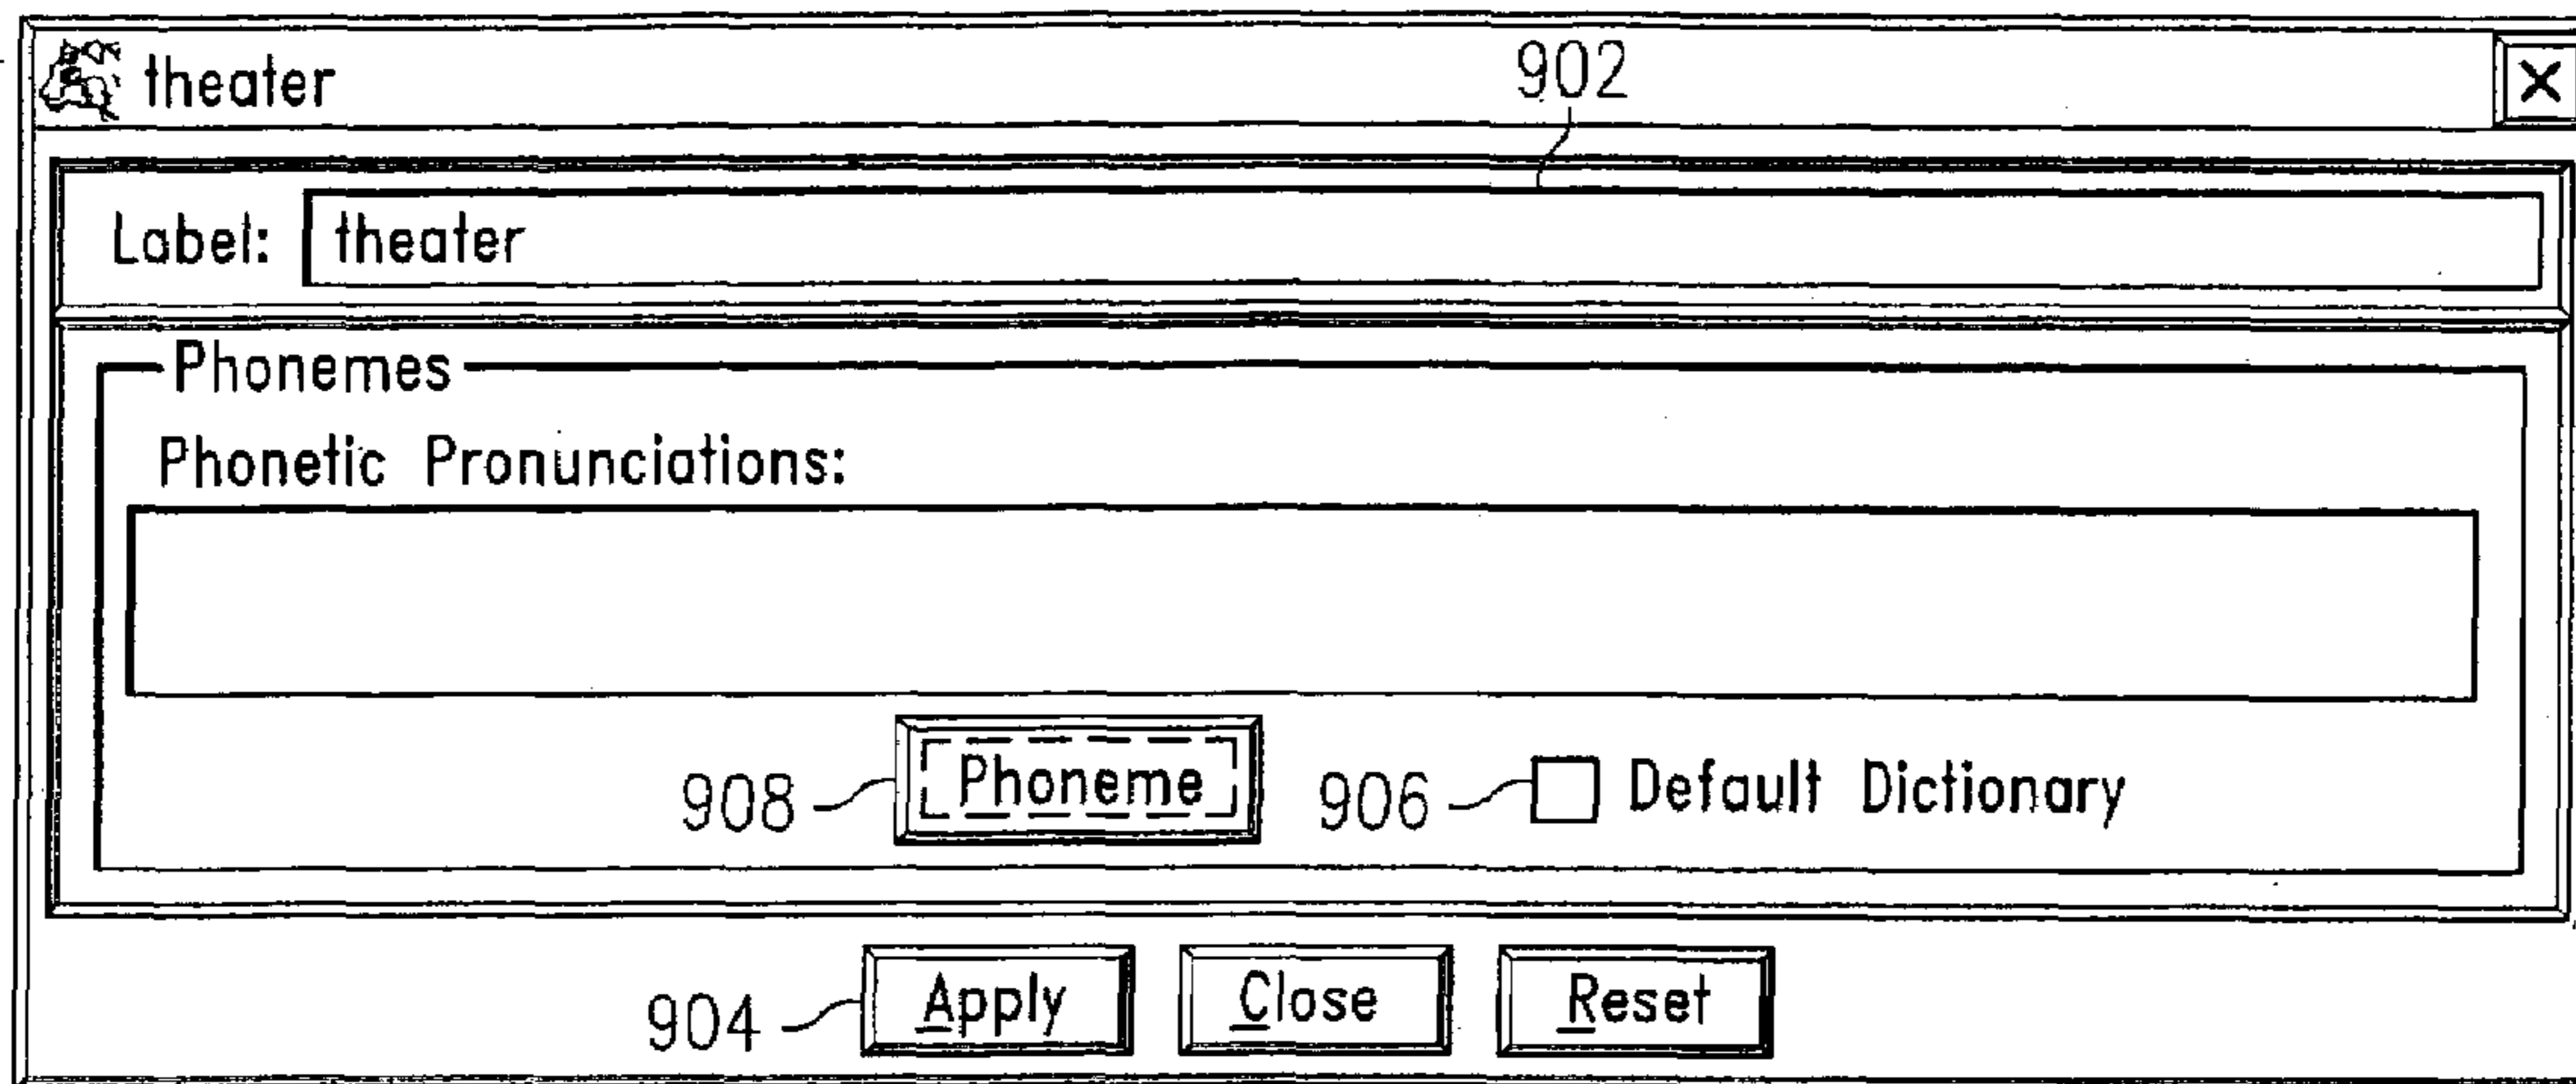 theater
902
X
Label: theater
Phonemes
Phonetic Pronunciations:
908 Phoneme 906 Default Dictionary
904 Apply Close Reset